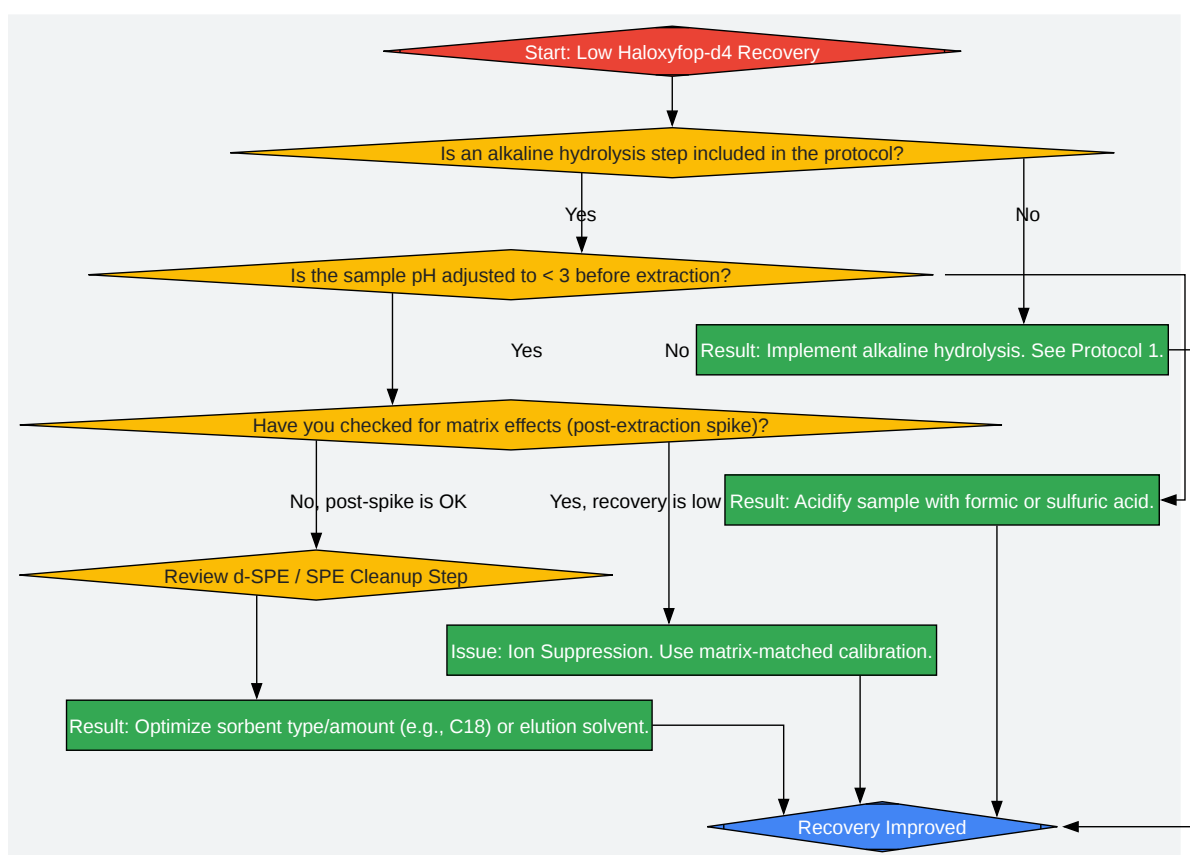 Start: Low Haloxyfop-d4 Recovery
Is an alkaline hydrolysis step included in the protocol?
Yes
No
Is the sample pH adjusted to < 3 before extraction?
Yes
No
Result: Implement alkaline hydrolysis. See Protocol 1.
Have you checked for matrix effects (post-extraction spike)?
No, post-spike is OK
Yes, recovery is low
Result: Acidify sample with formic or sulfuric acid.
Review d-SPE / SPE Cleanup Step
Issue: Ion Suppression. Use matrix-matched calibration.
Result: Optimize sorbent type/amount (e.g., C18) or elution solvent.
Recovery Improved